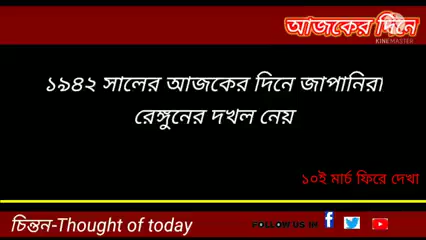 আজকের দিনে
KINEMASTER
১৯৪২ সালের আজকের দিনে জাপানিরা
রেঙ্গুনের দখল নেয়
১০ই মার্চ ফিরে দেখা
চিন্তন-Thought of today
FOLLOW US IN